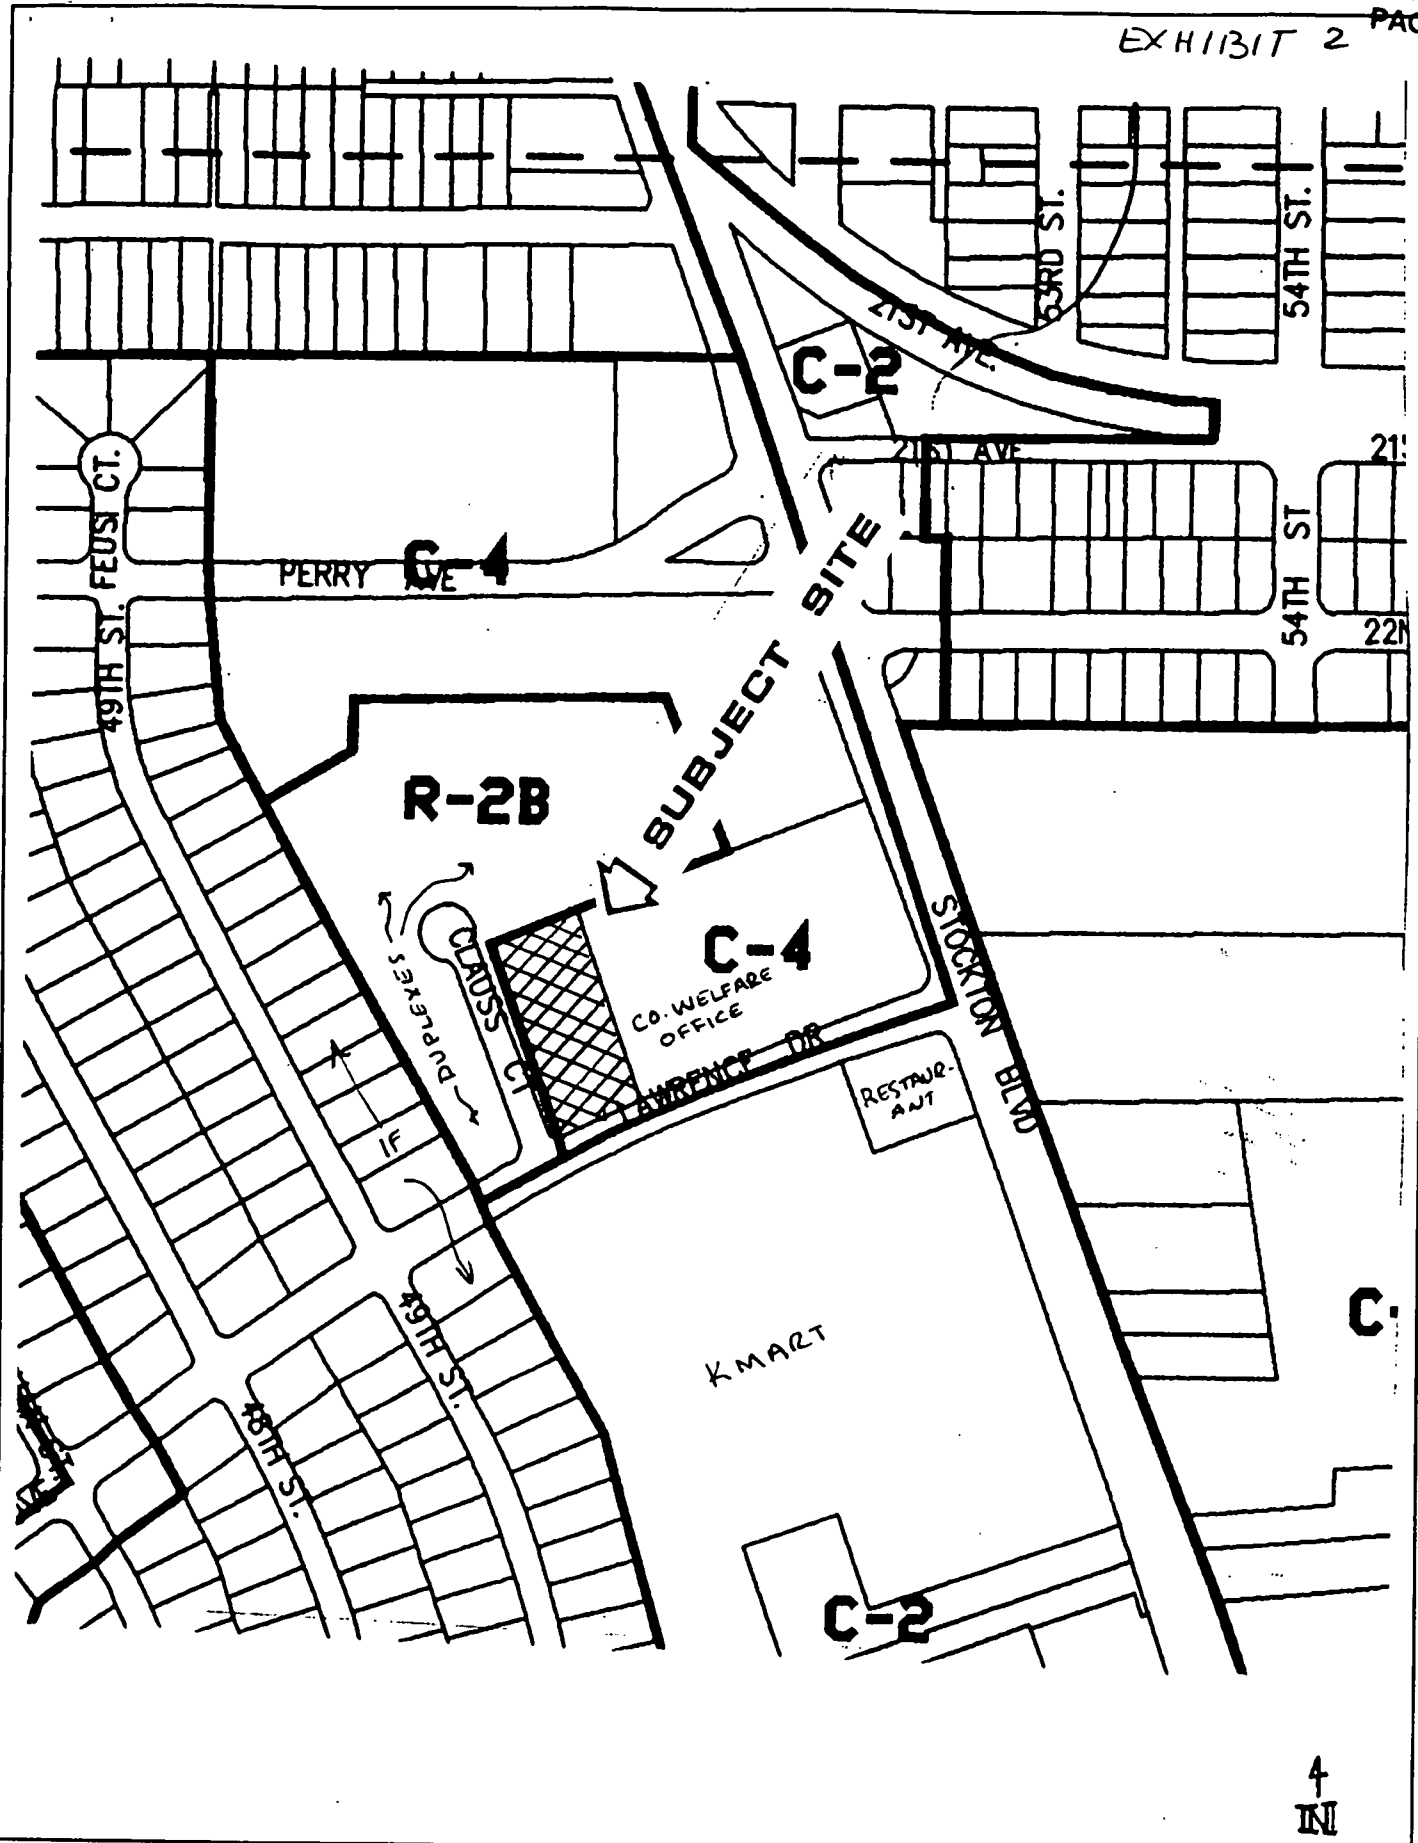 EXHIBIT 2
53RD ST.
54TH ST.
21ST AVE.
C-2
21ST AVE
FEUSI CT.
PERRY AVE
C-4
54TH ST
49TH ST.
SUBJECT SITE
R-2B
STOCKTON BLVD
DUPLEXES
CLAUSS CT
C-4
CO. WELFARE
OFFICE
LAWRENCE DR
RESTAUR-
ANT
1F
49TH ST.
KMART
48TH ST.
C-2
N